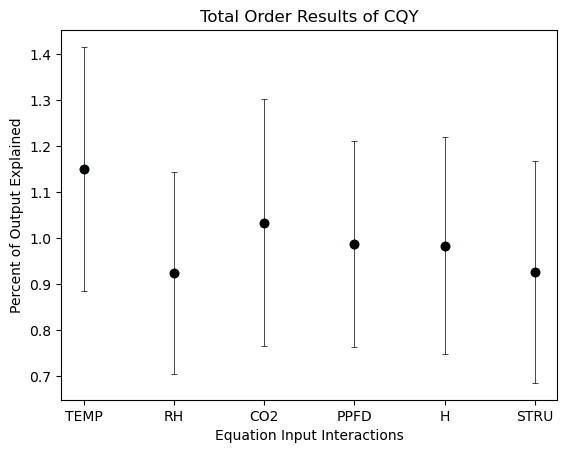 Total Order Results of CQY
Percent of Output Explained
1.4
1.3
1.2
1.1
1.0
0.9
0.8
0.7
TEMP RH CO2 PPFD H STRU
Equation Input Interactions